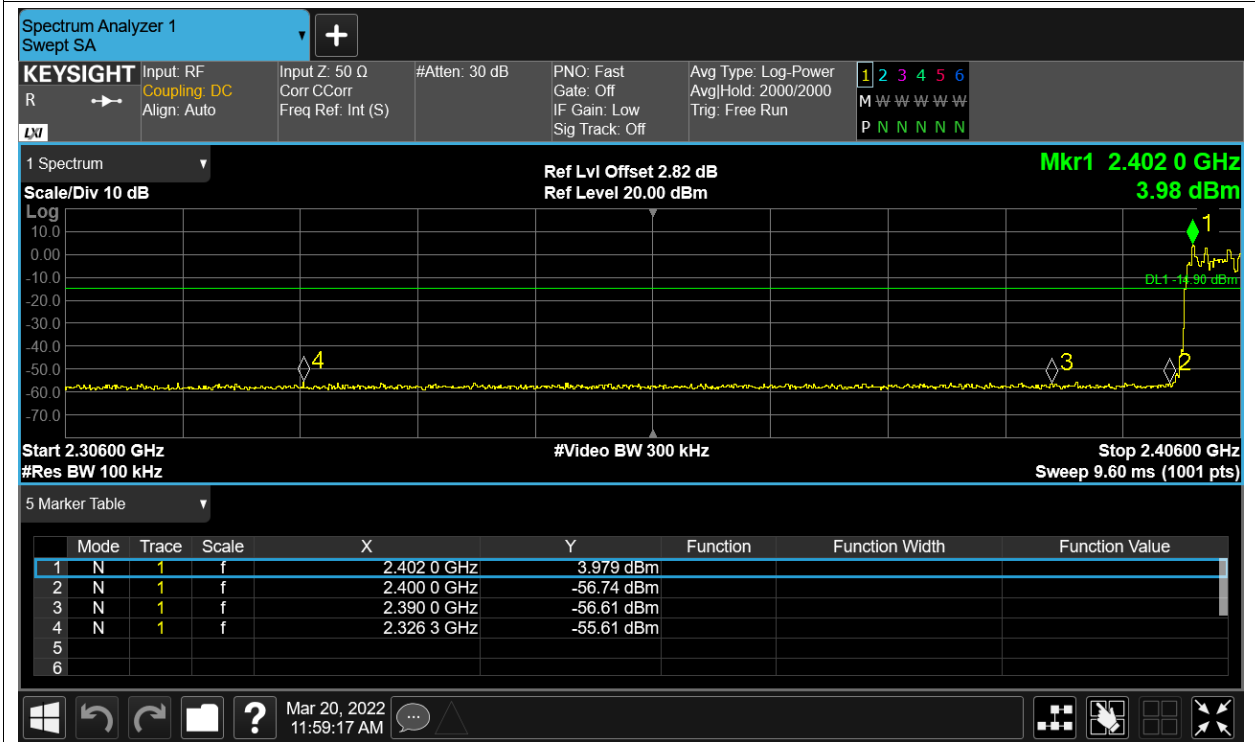 Spectrum Analyzer 1
Swept SA
KEYSIGHT
R
LXI
Input: RF
Coupling: DC
Align: Auto
Input Z: 50 Ω
Corr CCorr
Freq Ref: Int (S)
#Atten: 30 dB
PNO: Fast
Gate: Off
IF Gain: Low
Sig Track: Off
Avg Type: Log-Power
Avg|Hold: 2000/2000
Trig: Free Run
1 2 3 4 5 6
M W W W W W
P N N N N N
1 Spectrum
Scale/Div 10 dB
Ref Lvl Offset 2.82 dB
Ref Level 20.00 dBm
Mkr1 2.402 0 GHz
3.98 dBm
Log
10.0
0.00
-10.0
-20.0
-30.0
-40.0
-50.0
-60.0
-70.0
1
DL1 -14.90 dBm
4
3
2
Start 2.30600 GHz
#Res BW 100 kHz
#Video BW 300 kHz
Stop 2.40600 GHz
Sweep 9.60 ms (1001 pts)
5 Marker Table
Mode Trace Scale X Y Function Function Width Function Value
1 N 1 f 2.402 0 GHz 3.979 dBm
2 N 1 f 2.400 0 GHz -56.74 dBm
3 N 1 f 2.390 0 GHz -56.61 dBm
4 N 1 f 2.326 3 GHz -55.61 dBm
5
6
?
Mar 20, 2022
11:59:17 AM